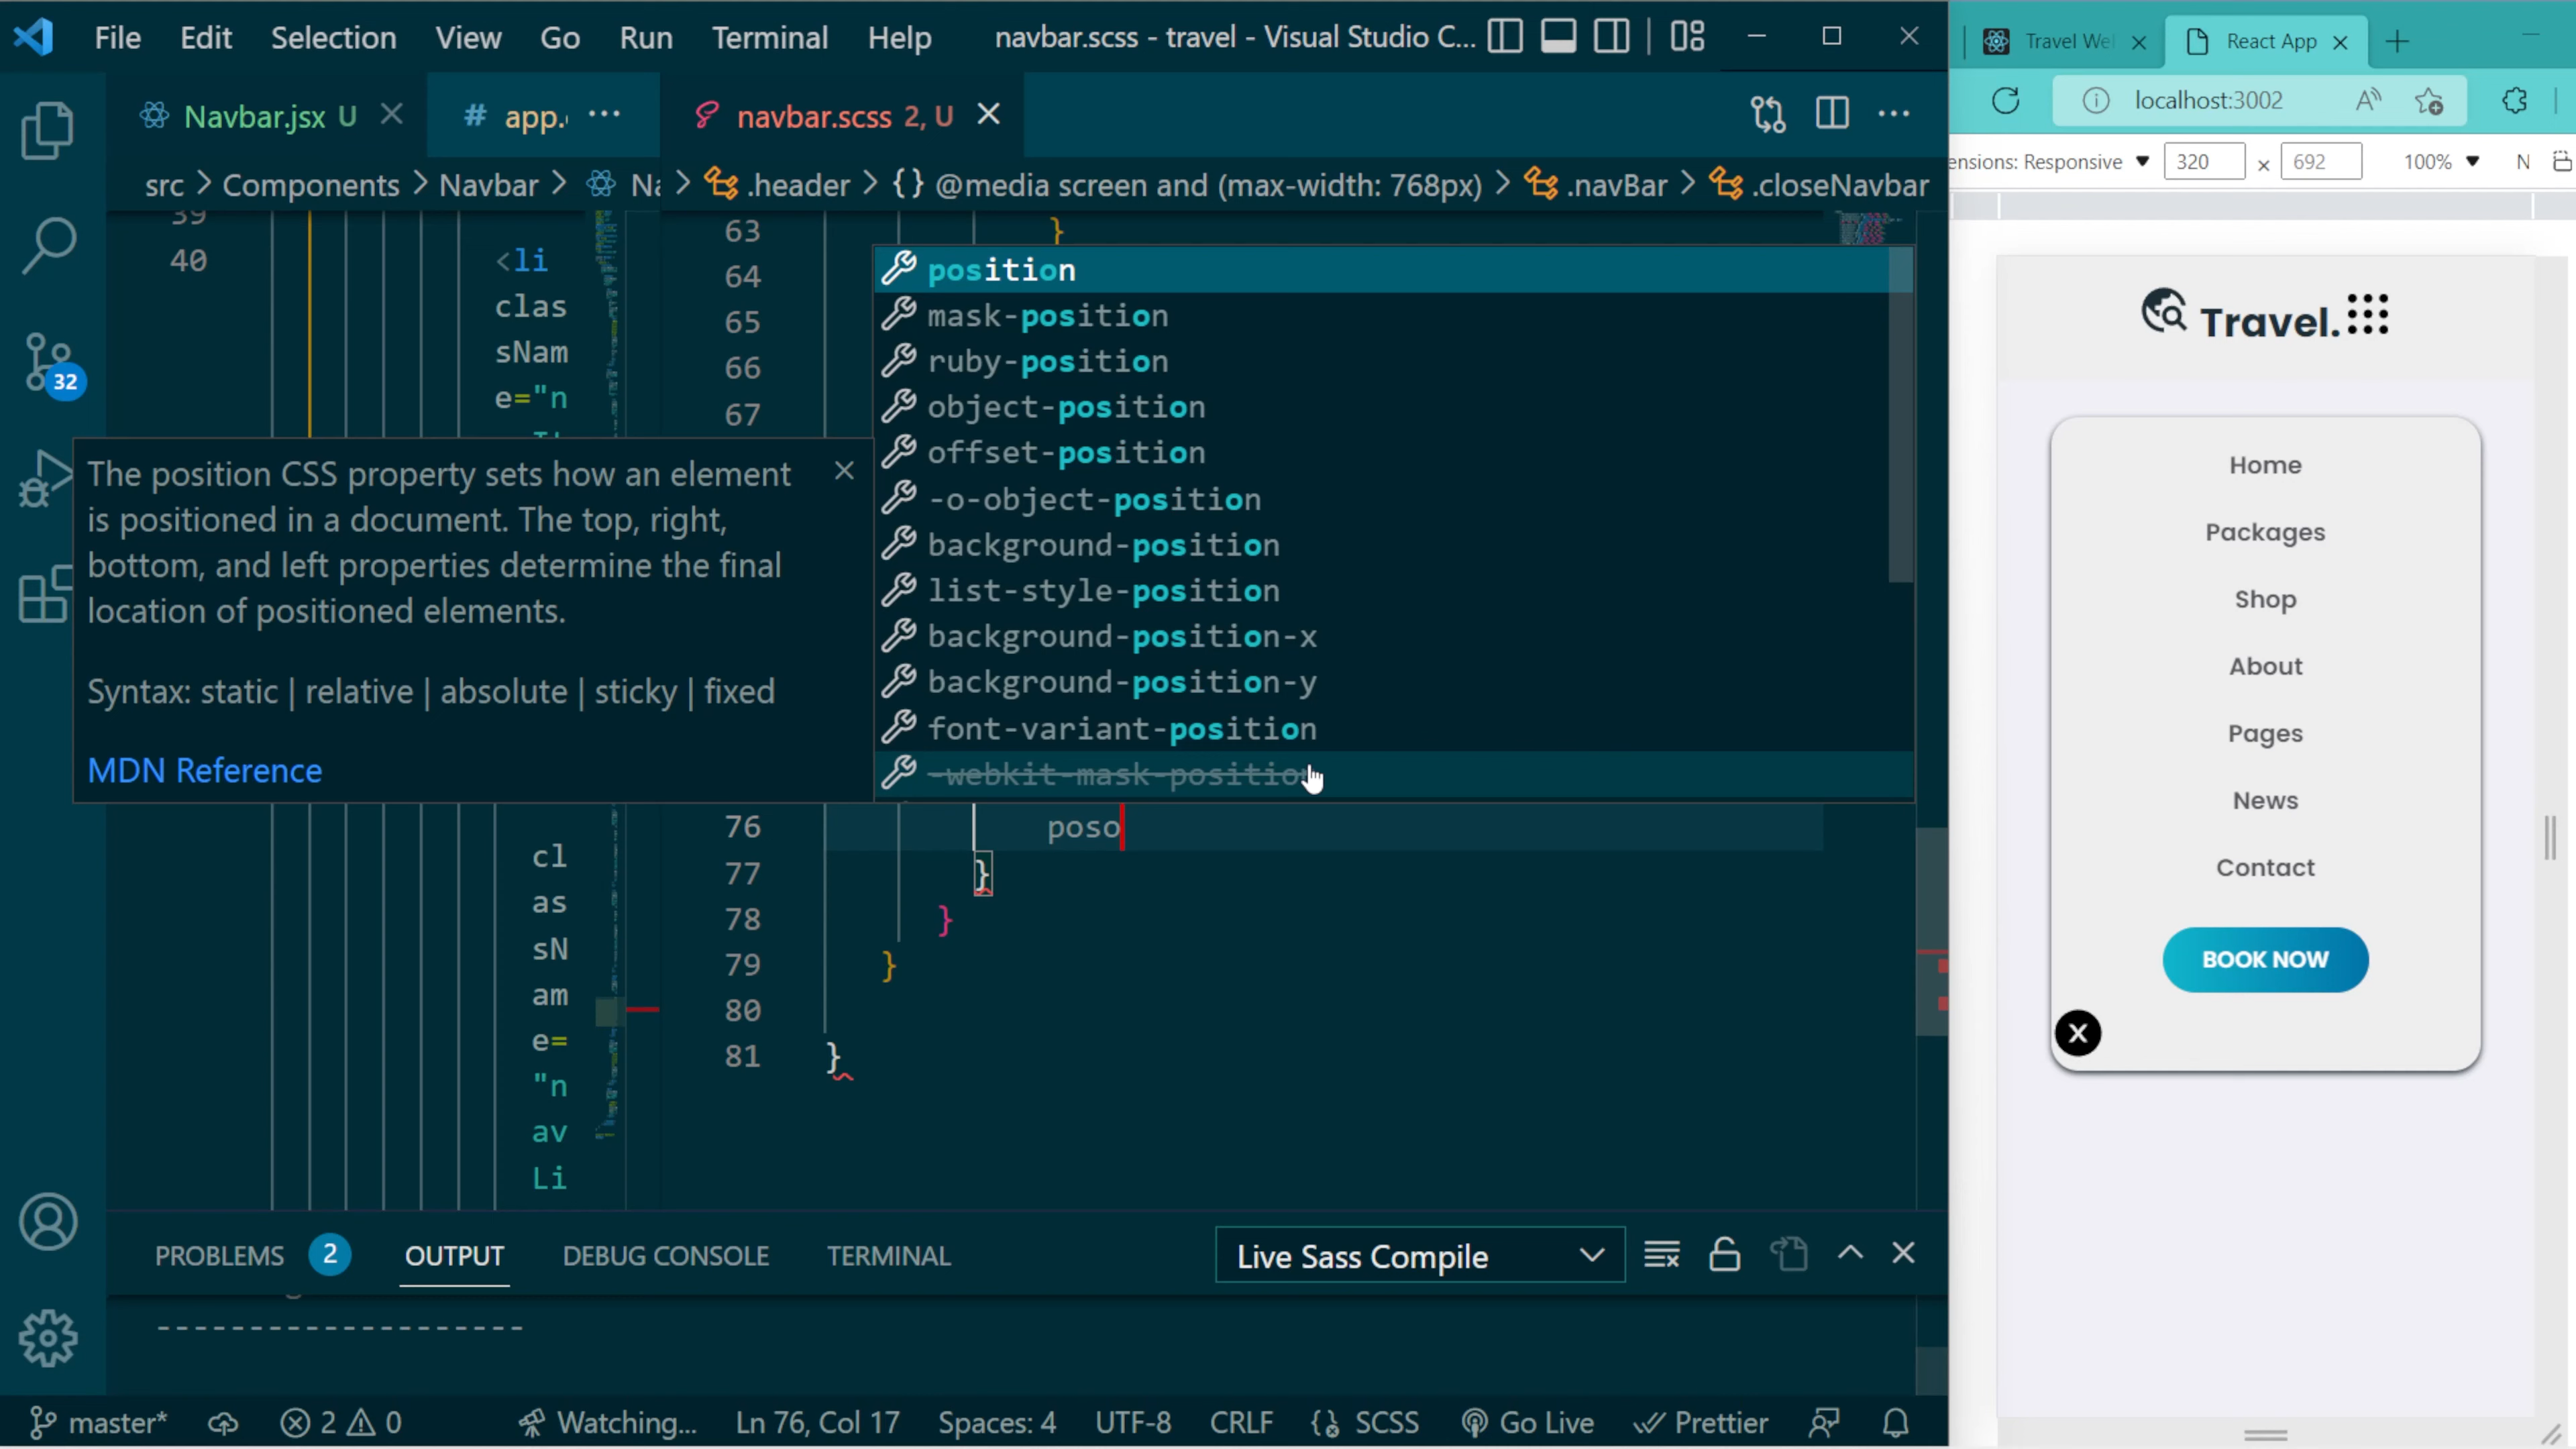 File Edit Selection View Go Run Terminal Help navbar.scss - travel - Visual Studio C...
Navbar.jsx U
# app. ...
navbar.scss 2, U
src > Components > Navbar > > .header > {} @media screen and (max-width: 768px) > .navBar > .closeNavbar
39
40 <li
clas
sNam
e="n
63 }
64
65
66
67
position
mask-position
ruby-position
object-position
offset-position
-o-object-position
background-position
list-style-position
background-position-x
background-position-y
font-variant-position
The position CSS property sets how an element
is positioned in a document. The top, right,
bottom, and left properties determine the final
location of positioned elements.
Syntax: static | relative | absolute | sticky | fixed
MDN Reference
32
76 poso
77 }
78 }
79 }
80
81 }
cl
as
sN
am
e=
"n
av
Li
PROBLEMS 2 OUTPUT DEBUG CONSOLE TERMINAL Live Sass Compile
--------------------
master* 2 0 Watching... Ln 76, Col 17 Spaces: 4 UTF-8 CRLF SCSS Go Live Prettier
React App
localhost:3002
Responsive 320 × 692 100%
Travel.
Home
Packages
Shop
About
Pages
News
Contact
BOOK NOW
X